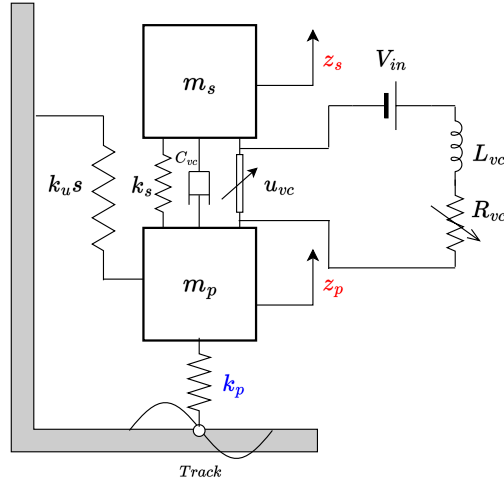 m_s
z_s
V_in
C_vc
k_u s
k_s
u_vc
L_vc
R_vc
m_p
z_p
k_p
Track